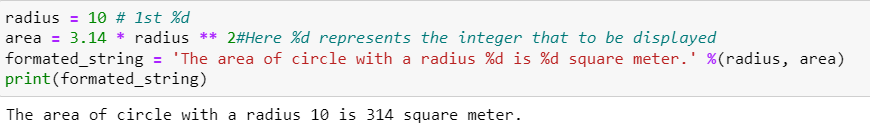 radius = 10 # 1st %d
area = 3.14 * radius ** 2#Here %d represents the integer that to be displayed
formated_string = 'The area of circle with a radius %d is %d square meter.' %(radius, area)
print(formated_string)
The area of circle with a radius 10 is 314 square meter.